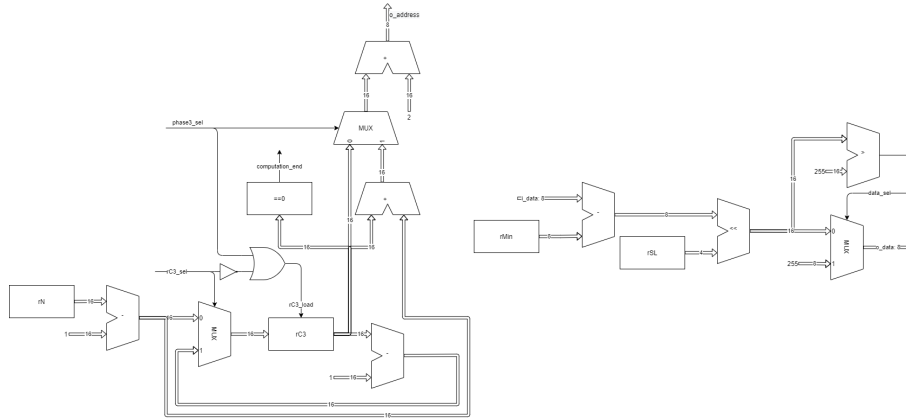 o_address
8
+
16
16
2
phase3_sel
MUX
0
1
computation_end
16
==0
+
16
16
16
rC3_sel
rC3_load
rN
16
-
1
16
16
0
MUX
1
16
rC3
16
-
1
16
16
i_data: 8
-
rMin
8
8
rSL
4
<<
16
16
255
16
>
data_sel
0
MUX
1
o_data: 8
255
8